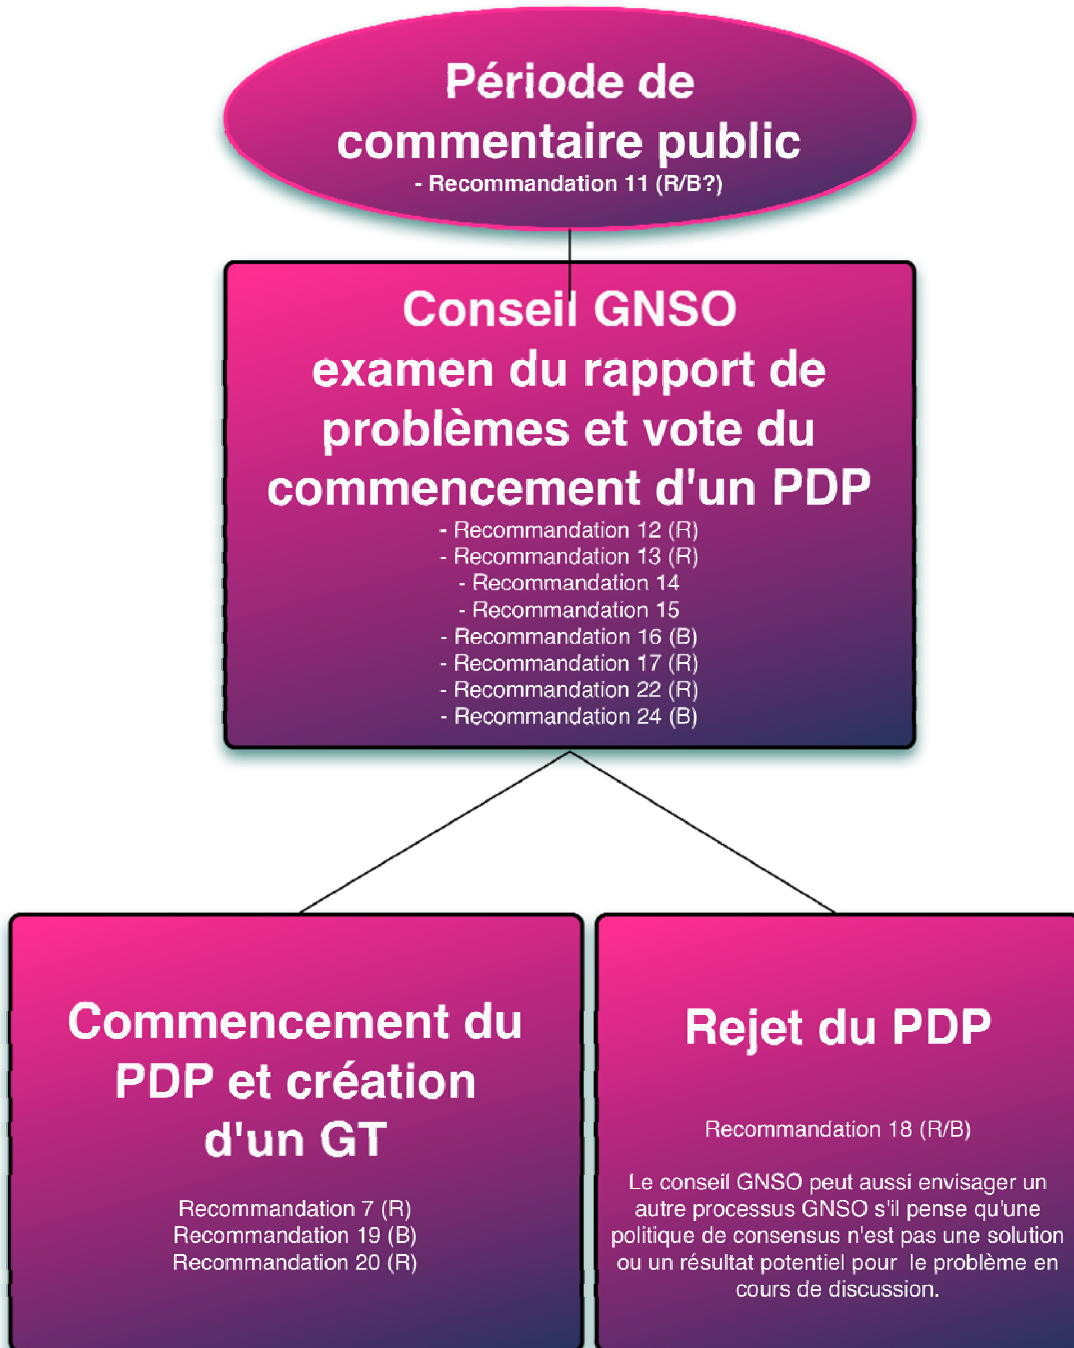 Période de
commentaire public
- Recommandation 11 (R/B?)
Conseil GNSO
examen du rapport de
problèmes et vote du
commencement d'un PDP
- Recommandation 12 (R)
- Recommandation 13 (R)
- Recommandation 14
- Recommandation 15
- Recommandation 16 (B)
- Recommandation 17 (R)
- Recommandation 22 (R)
- Recommandation 24 (B)
Commencement du
PDP et création
d'un GT
Recommandation 7 (R)
Recommandation 19 (B)
Recommandation 20 (R)
Rejet du PDP
Recommandation 18 (R/B)
Le conseil GNSO peut aussi envisager un
autre processus GNSO s'il pense qu'une
politique de consensus n'est pas une solution
ou un résultat potentiel pour le problème en
cours de discussion.